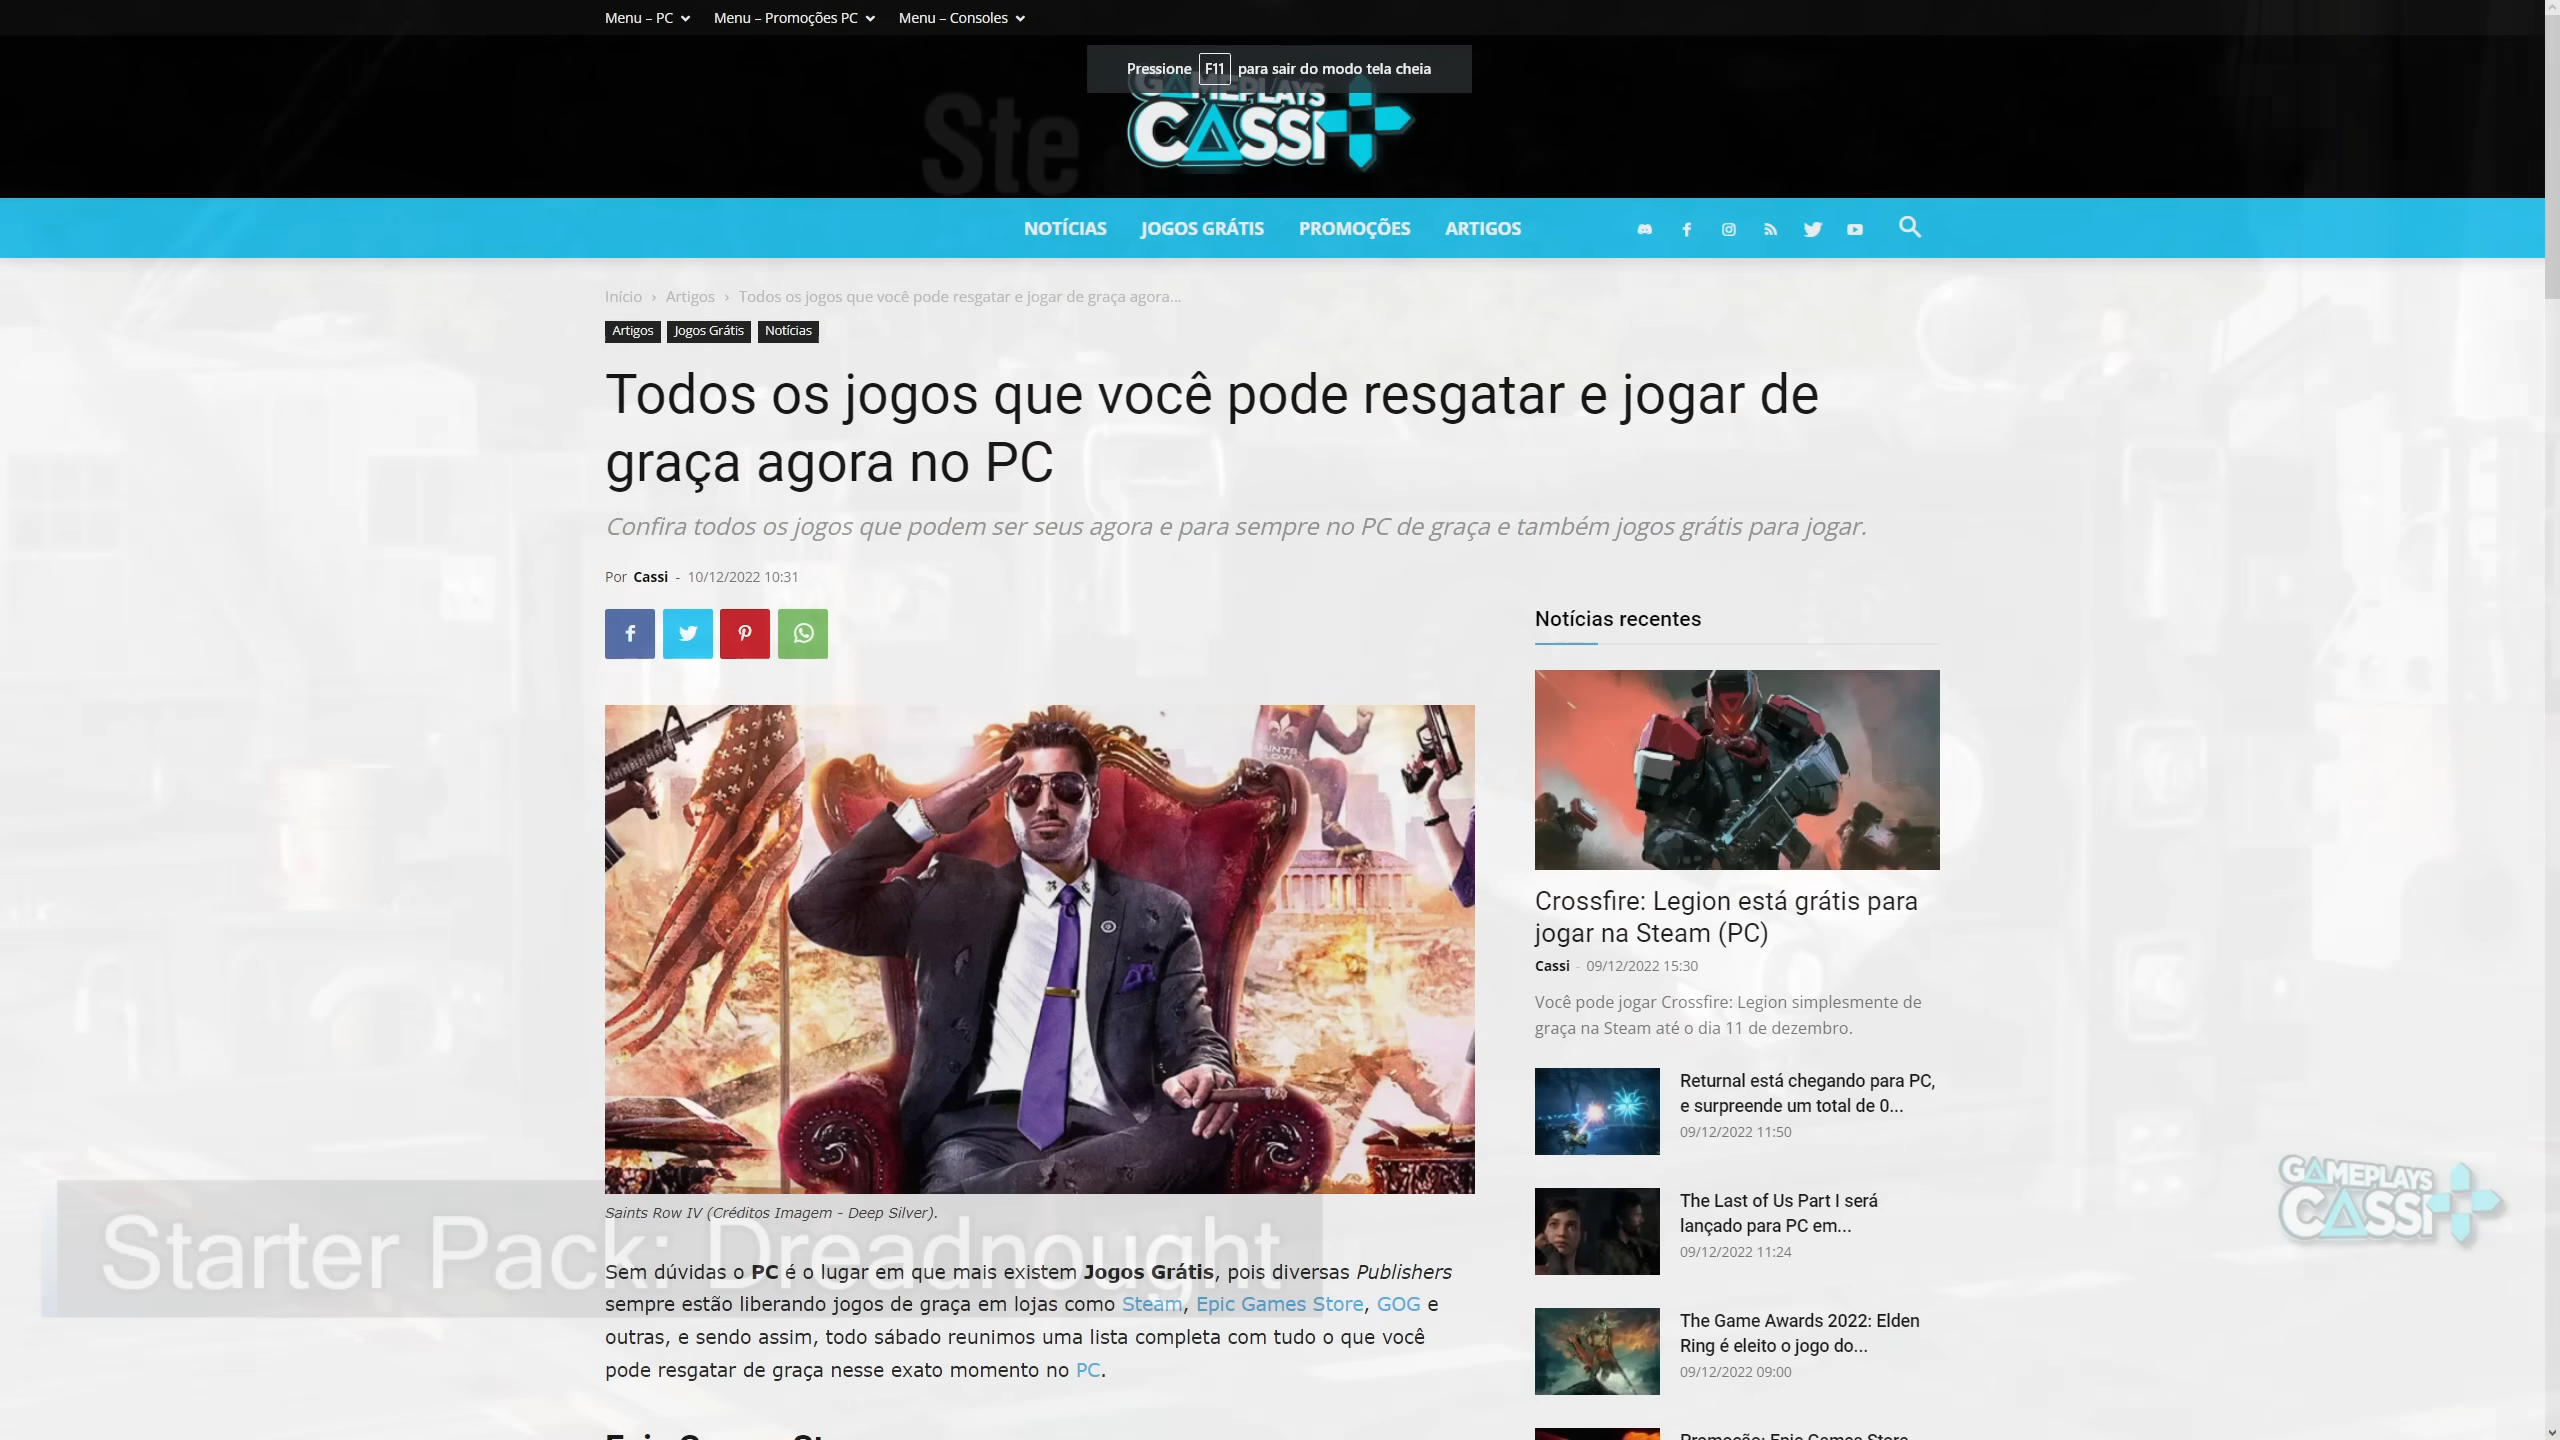 Menu – PC
Menu – Promoções PC
Menu – Consoles
Pressione F11 para sair do modo tela cheia
Ste
GAMEPLAYS
CASSI
NOTÍCIAS
JOGOS GRÁTIS
PROMOÇÕES
ARTIGOS
Início › Artigos › Todos os jogos que você pode resgatar e jogar de graça agora...
Artigos
Jogos Grátis
Notícias
Todos os jogos que você pode resgatar e jogar de
graça agora no PC
Confira todos os jogos que podem ser seus agora e para sempre no PC de graça e também jogos grátis para jogar.
Por Cassi - 10/12/2022 10:31
SAINTS
Saints Row IV (Créditos Imagem - Deep Silver).
Starter Pack: Dreadnought
Sem dúvidas o PC é o lugar em que mais existem Jogos Grátis, pois diversas Publishers
sempre estão liberando jogos de graça em lojas como Steam, Epic Games Store, GOG e
outras, e sendo assim, todo sábado reunimos uma lista completa com tudo o que você
pode resgatar de graça nesse exato momento no PC.
Notícias recentes
Crossfire: Legion está grátis para
jogar na Steam (PC)
Cassi - 09/12/2022 15:30
Você pode jogar Crossfire: Legion simplesmente de
graça na Steam até o dia 11 de dezembro.
Returnal está chegando para PC,
e surpreende um total de 0...
09/12/2022 11:50
The Last of Us Part I será
lançado para PC em...
09/12/2022 11:24
The Game Awards 2022: Elden
Ring é eleito o jogo do...
09/12/2022 09:00
Promoção: Epic Games Store
GAMEPLAYS
CASSI